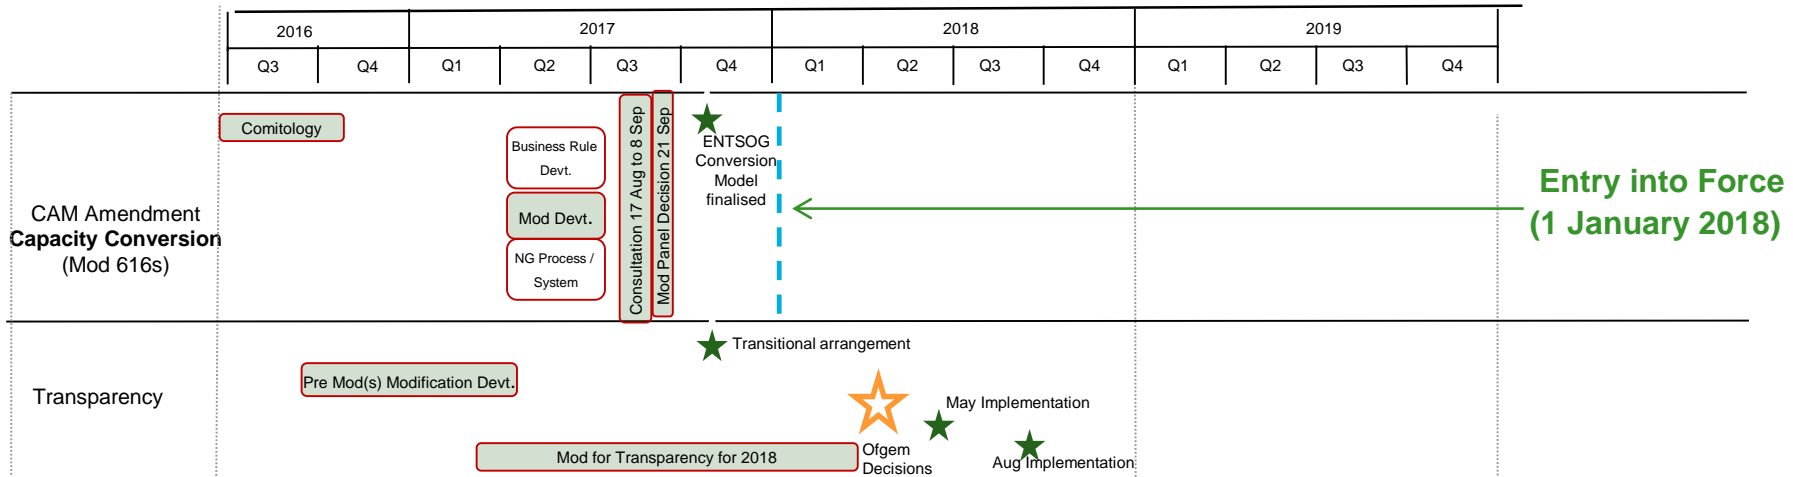 2016
2017
2018
2019
Q3
Q4
Q1
Q2
Q3
Q4
Q1
Q2
Q3
Q4
Q1
Q2
Q3
Q4
CAM Amendment
Capacity Conversion
(Mod 616s)
Comitology
Business Rule
Devt.
Mod Devt.
NG Process /
System
Consultation 17 Aug to 8 Sep
Mod Panel Decision 21 Sep
ENTSOG
Conversion
Model
finalised
Entry into Force
(1 January 2018)
Transparency
Transitional arrangement
Pre Mod(s) Modification Devt.
Mod for Transparency for 2018
Ofgem
Decisions
May Implementation
Aug Implementation